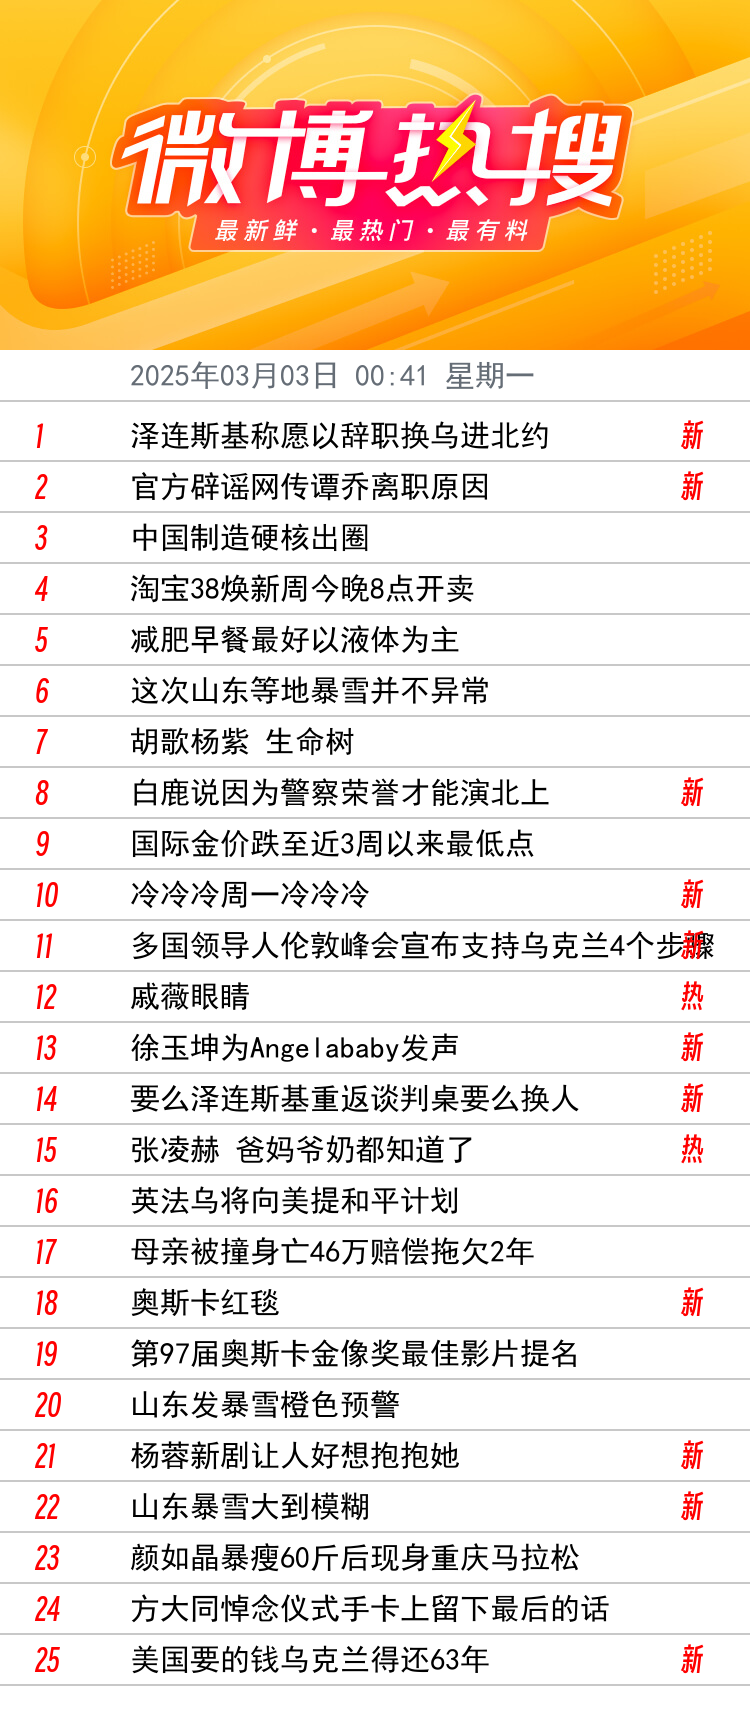 微博热搜
最新鲜·最热门·最有料
2025年03月03日 00:41 星期一
1 泽连斯基称愿以辞职换乌进北约 新
2 官方辟谣网传谭乔离职原因 新
3 中国制造硬核出圈
4 淘宝38焕新周今晚8点开卖
5 减肥早餐最好以液体为主
6 这次山东等地暴雪并不异常
7 胡歌杨紫 生命树
8 白鹿说因为警察荣誉才能演北上 新
9 国际金价跌至近3周以来最低点
10 冷冷冷周一冷冷冷 新
11 多国领导人伦敦峰会宣布支持乌克兰4个步骤 新
12 戚薇眼睛 热
13 徐玉坤为Angelababy发声 新
14 要么泽连斯基重返谈判桌要么换人 新
15 张凌赫 爸妈爷奶都知道了 热
16 英法乌将向美提和平计划
17 母亲被撞身亡46万赔偿拖欠2年
18 奥斯卡红毯 新
19 第97届奥斯卡金像奖最佳影片提名
20 山东发暴雪橙色预警
21 杨蓉新剧让人好想抱抱她 新
22 山东暴雪大到模糊 新
23 颜如晶暴瘦60斤后现身重庆马拉松
24 方大同悼念仪式手卡上留下最后的话
25 美国要的钱乌克兰得还63年 新